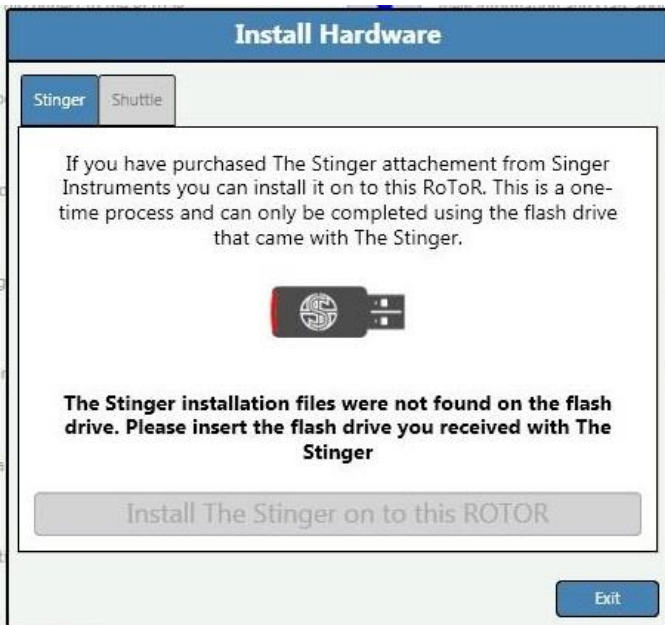 Install Hardware
Stinger Shuttle
If you have purchased The Stinger attachement from Singer
Instruments you can install it on to this RoToR. This is a one-
time process and can only be completed using the flash drive
that came with The Stinger.
The Stinger installation files were not found on the flash
drive. Please insert the flash drive you received with The
Stinger
Install The Stinger on to this ROTOR
Exit